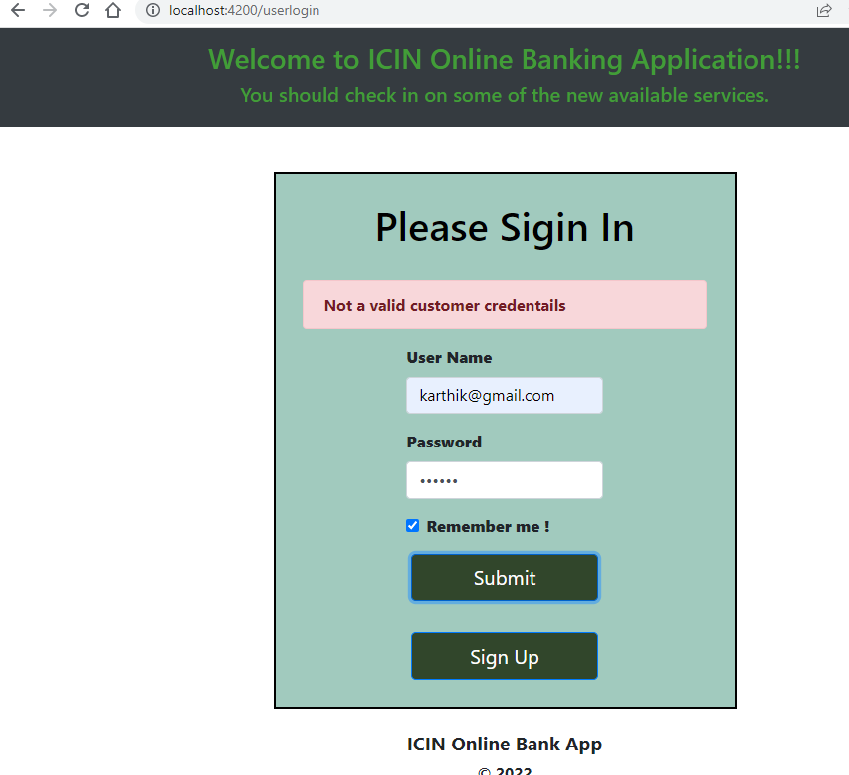 localhost:4200/userlogin
Welcome to ICIN Online Banking Application!!!
You should check in on some of the new available services.
Please Sigin In
Not a valid customer credentails
User Name
karthik@gmail.com
Password
••••••
Remember me !
Submit
Sign Up
ICIN Online Bank App
© 2022